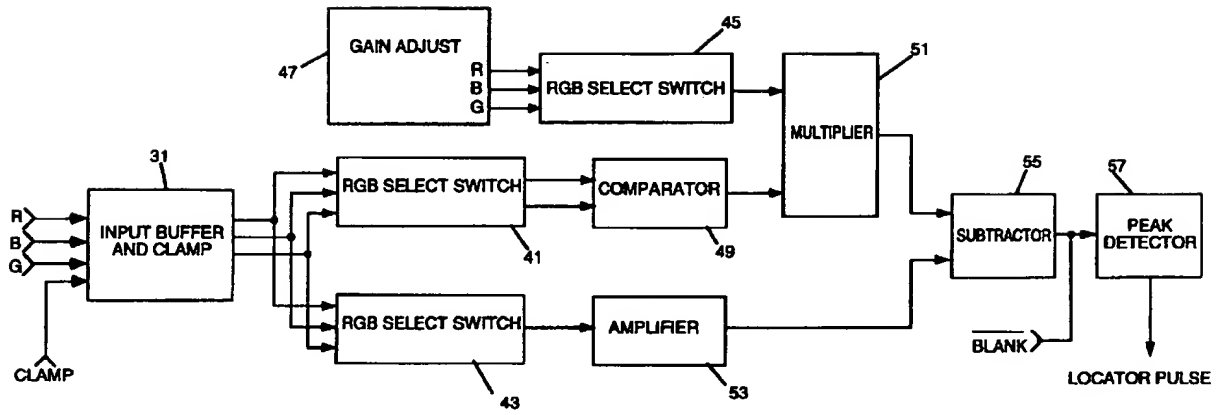 45
51
GAIN ADJUST
47
R
B
G
RGB SELECT SWITCH
MULTIPLIER
31
55
57
RGB SELECT SWITCH
COMPARATOR
R
B
G
INPUT BUFFER
AND CLAMP
SUBTRACTOR
PEAK
DETECTOR
41
49
RGB SELECT SWITCH
AMPLIFIER
BLANK
CLAMP
43
53
LOCATOR PULSE